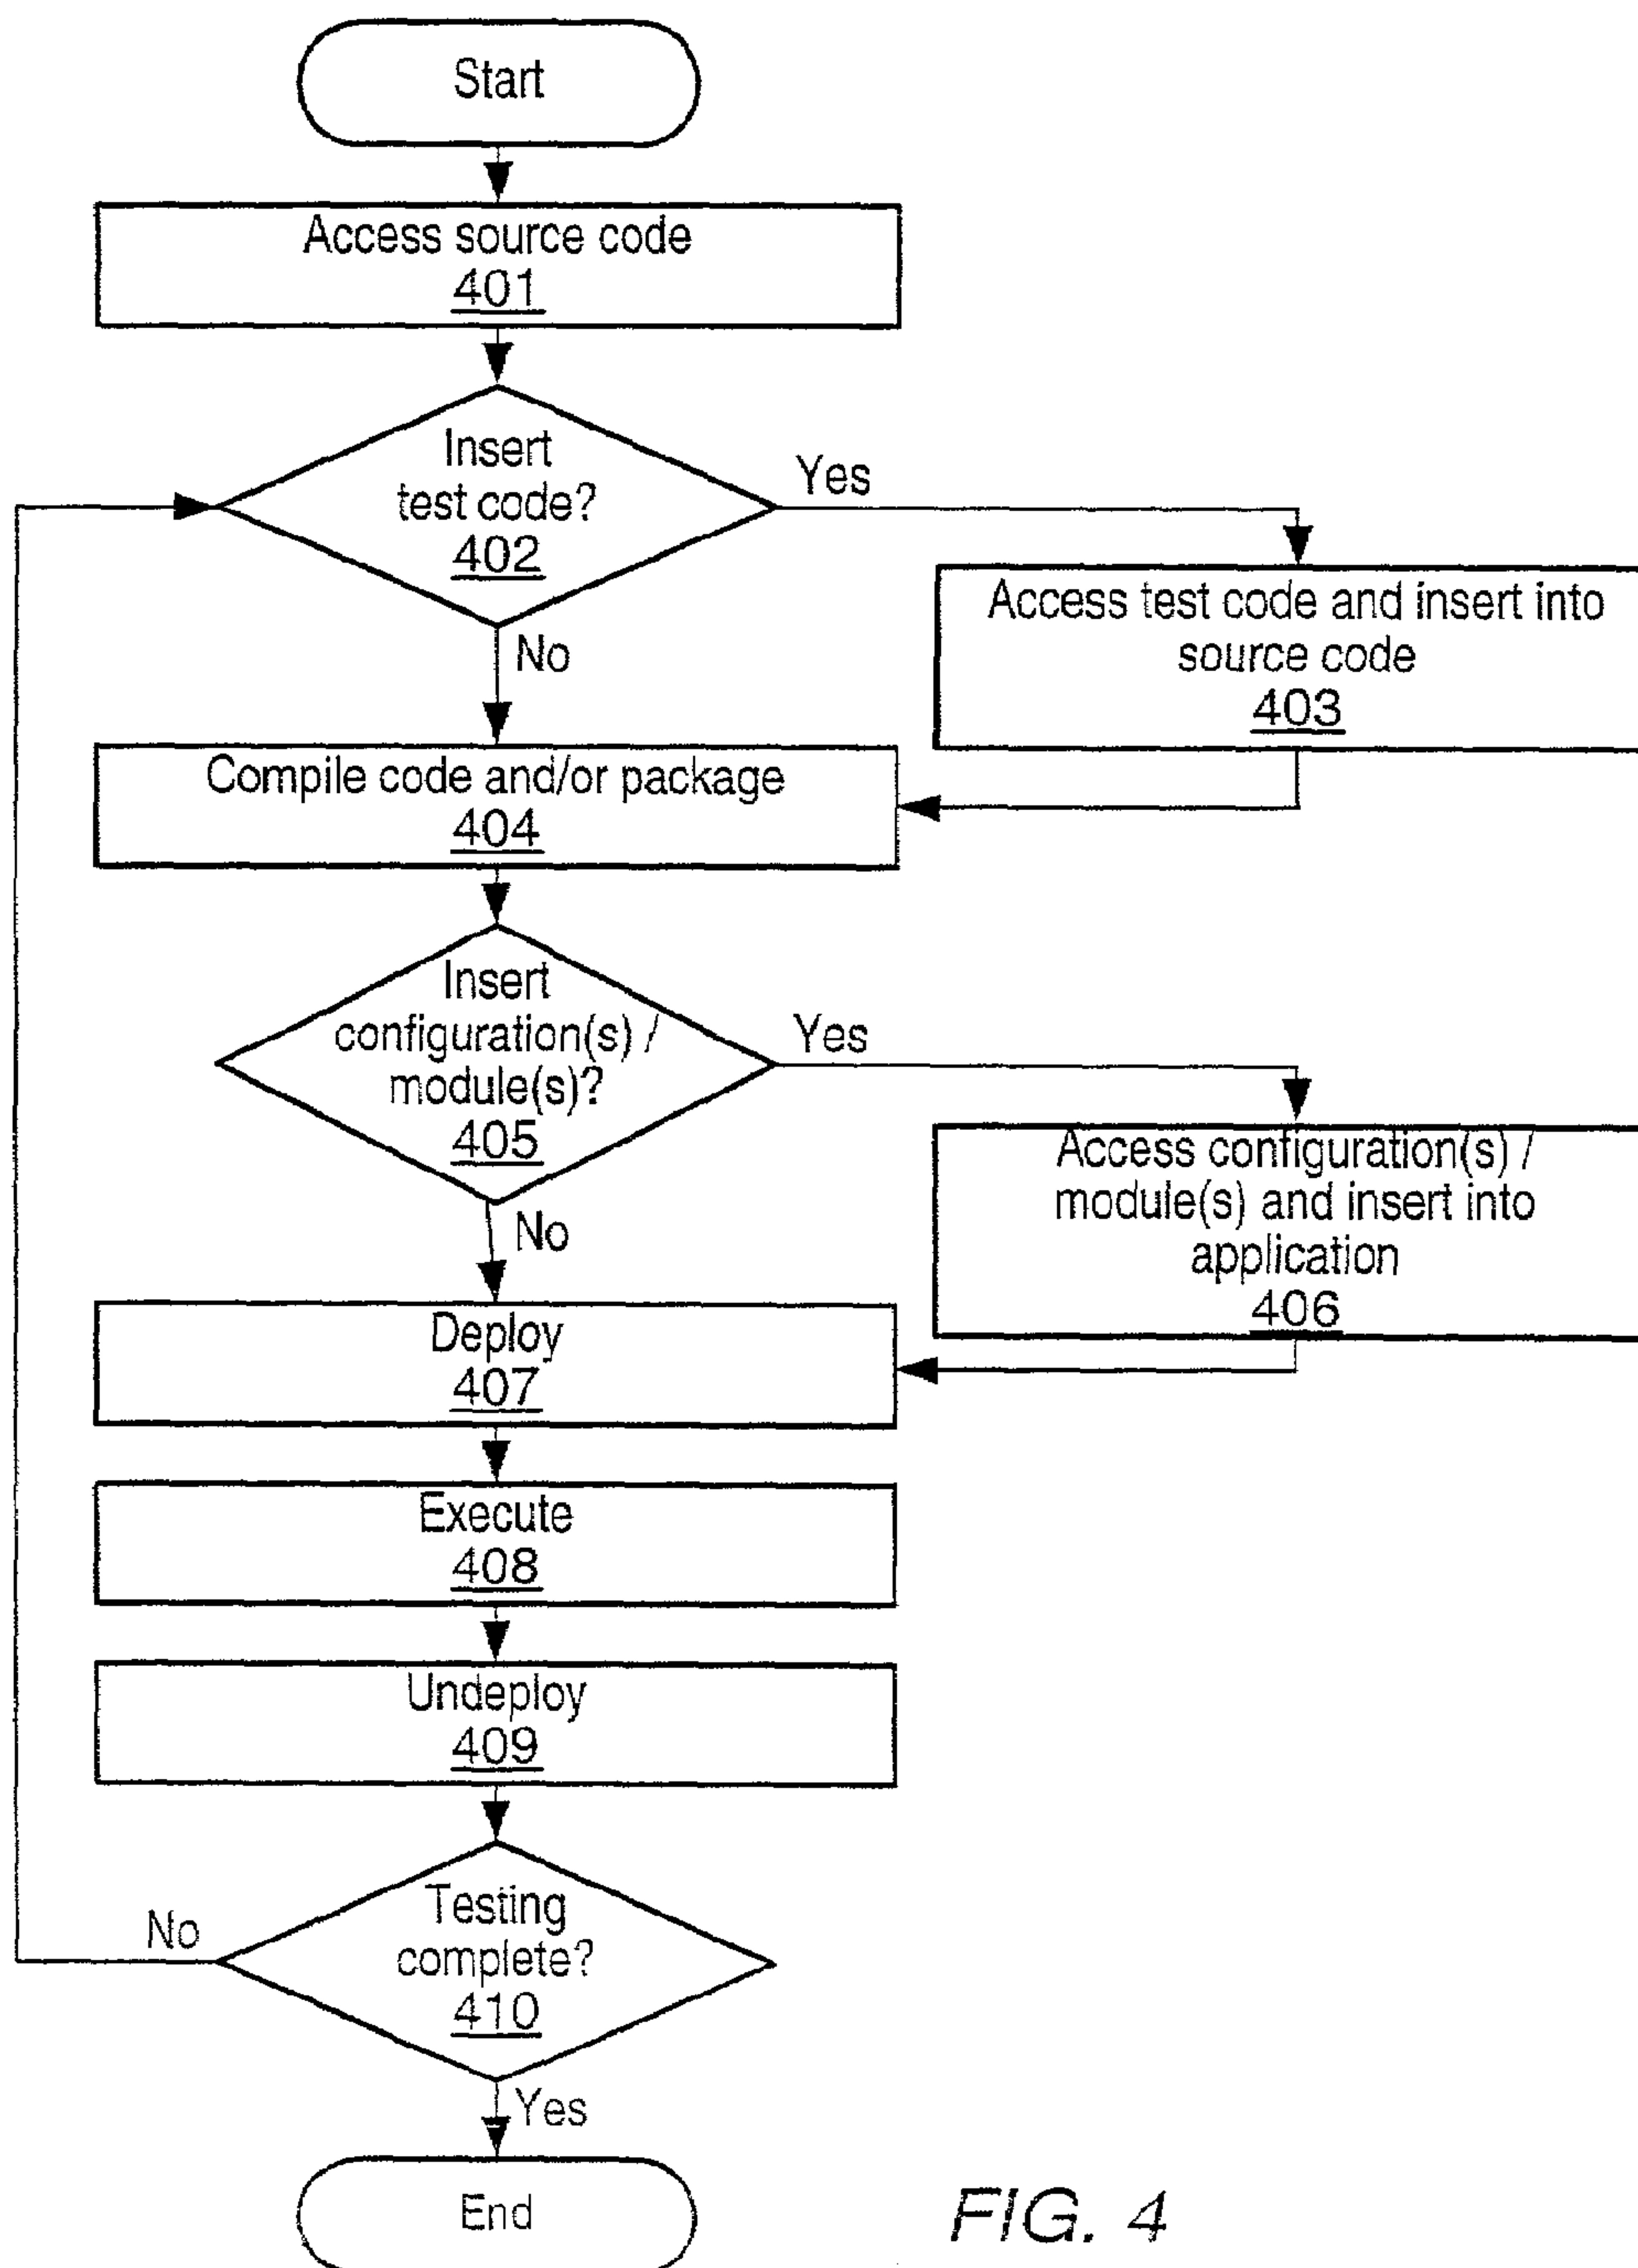 Start
Access source code
401
Insert
test code?
402
Yes
No
Access test code and insert into
source code
403
Compile code and/or package
404
Insert
configuration(s) /
module(s)?
405
Yes
No
Access configuration(s) /
module(s) and insert into
application
406
Deploy
407
Execute
408
Undeploy
409
Testing
complete?
410
No
Yes
End
FIG. 4